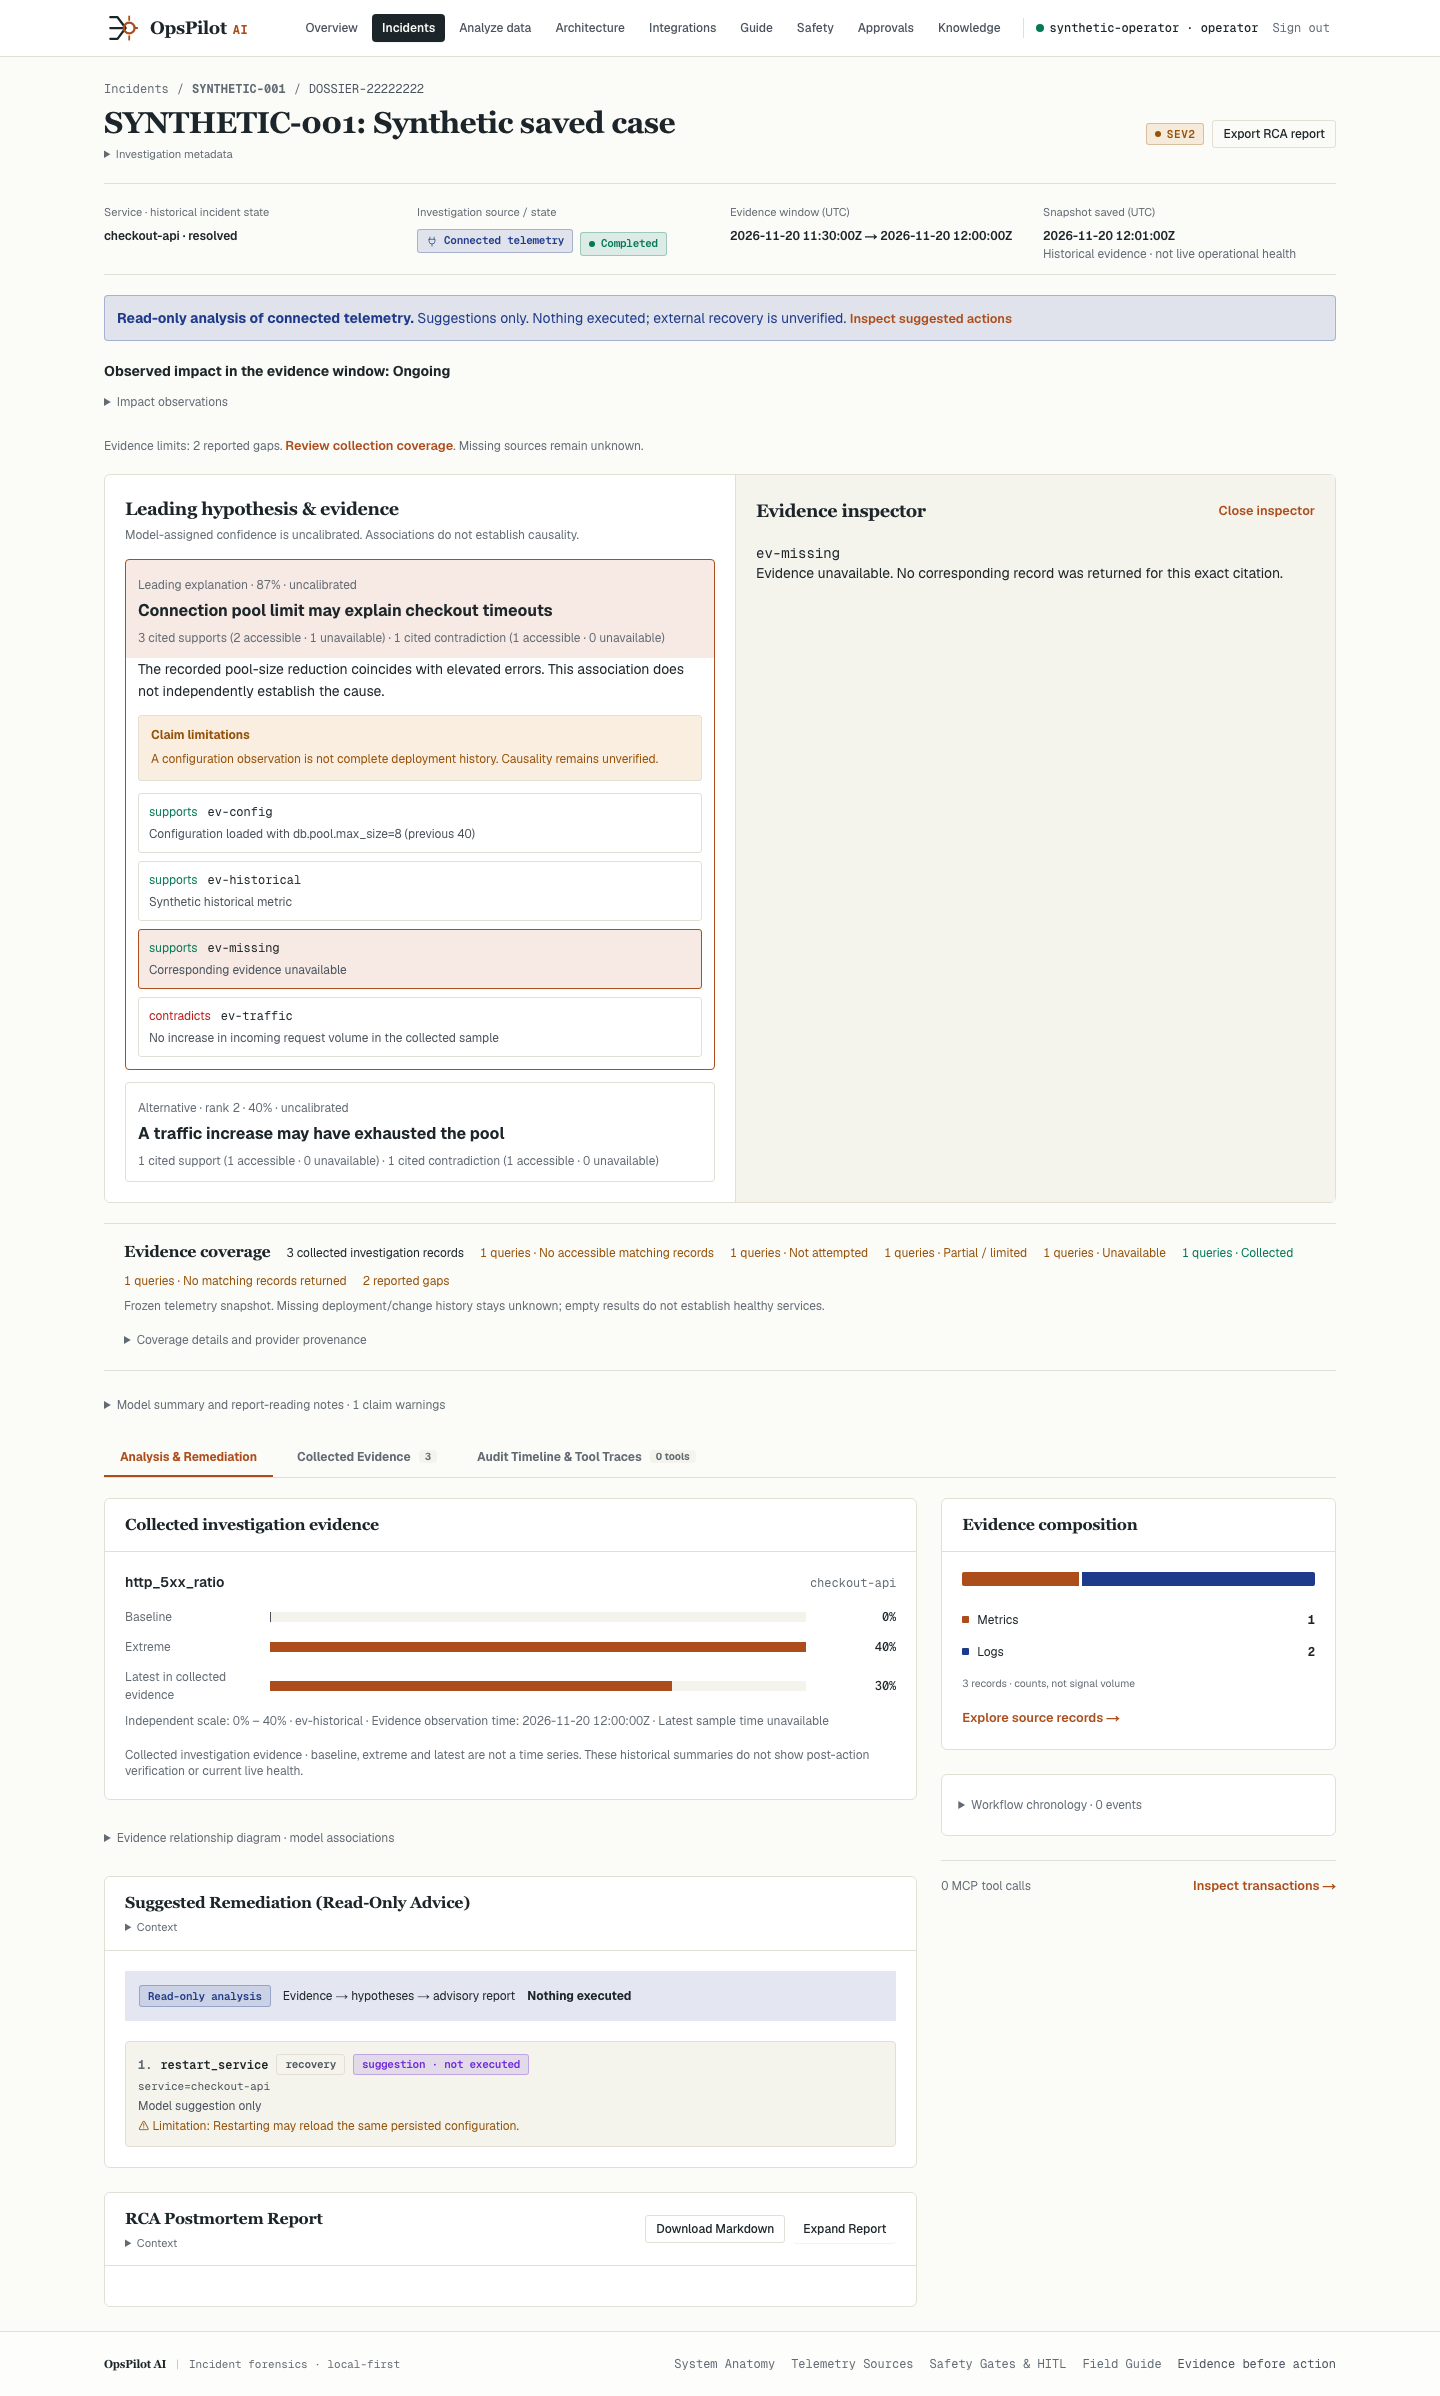 OpsPilot AI
Overview
Incidents
Analyze data
Architecture
Integrations
Guide
Safety
Approvals
Knowledge
synthetic-operator · operator
Sign out
Incidents / SYNTHETIC-001 / DOSSIER-22222222
SYNTHETIC-001: Synthetic saved case
SEV2
Export RCA report
Investigation metadata
Service · historical incident state
checkout-api · resolved
Investigation source / state
Connected telemetry
Completed
Evidence window (UTC)
2026-11-20 11:30:00Z → 2026-11-20 12:00:00Z
Snapshot saved (UTC)
2026-11-20 12:01:00Z
Historical evidence · not live operational health
Read-only analysis of connected telemetry. Suggestions only. Nothing executed; external recovery is unverified. Inspect suggested actions
Observed impact in the evidence window: Ongoing
Impact observations
Evidence limits: 2 reported gaps. Review collection coverage. Missing sources remain unknown.
Leading hypothesis & evidence
Model-assigned confidence is uncalibrated. Associations do not establish causality.
Leading explanation · 87% · uncalibrated
Connection pool limit may explain checkout timeouts
3 cited supports (2 accessible · 1 unavailable) · 1 cited contradiction (1 accessible · 0 unavailable)
The recorded pool-size reduction coincides with elevated errors. This association does
not independently establish the cause.
Claim limitations
A configuration observation is not complete deployment history. Causality remains unverified.
supports ev-config
Configuration loaded with db.pool.max_size=8 (previous 40)
supports ev-historical
Synthetic historical metric
supports ev-missing
Corresponding evidence unavailable
contradicts ev-traffic
No increase in incoming request volume in the collected sample
Alternative · rank 2 · 40% · uncalibrated
A traffic increase may have exhausted the pool
1 cited support (1 accessible · 0 unavailable) · 1 cited contradiction (1 accessible · 0 unavailable)
Evidence inspector
Close inspector
ev-missing
Evidence unavailable. No corresponding record was returned for this exact citation.
Evidence coverage 3 collected investigation records 1 queries · No accessible matching records 1 queries · Not attempted 1 queries · Partial / limited 1 queries · Unavailable 1 queries · Collected
1 queries · No matching records returned 2 reported gaps
Frozen telemetry snapshot. Missing deployment/change history stays unknown; empty results do not establish healthy services.
Coverage details and provider provenance
Model summary and report-reading notes · 1 claim warnings
Analysis & Remediation
Collected Evidence 3
Audit Timeline & Tool Traces 0 tools
Collected investigation evidence
http_5xx_ratio
checkout-api
Baseline 0%
Extreme 40%
Latest in collected
evidence
30%
Independent scale: 0% – 40% · ev-historical · Evidence observation time: 2026-11-20 12:00:00Z · Latest sample time unavailable
Collected investigation evidence · baseline, extreme and latest are not a time series. These historical summaries do not show post-action
verification or current live health.
Evidence composition
Metrics 1
Logs 2
3 records · counts, not signal volume
Explore source records →
Workflow chronology · 0 events
0 MCP tool calls
Inspect transactions →
Evidence relationship diagram · model associations
Suggested Remediation (Read-Only Advice)
Context
Read-only analysis Evidence → hypotheses → advisory report Nothing executed
1. restart_service recovery suggestion · not executed
service=checkout-api
Model suggestion only
⚠ Limitation: Restarting may reload the same persisted configuration.
RCA Postmortem Report
Context
Download Markdown
Expand Report
OpsPilot AI
Incident forensics · local-first
System Anatomy
Telemetry Sources
Safety Gates & HITL
Field Guide
Evidence before action